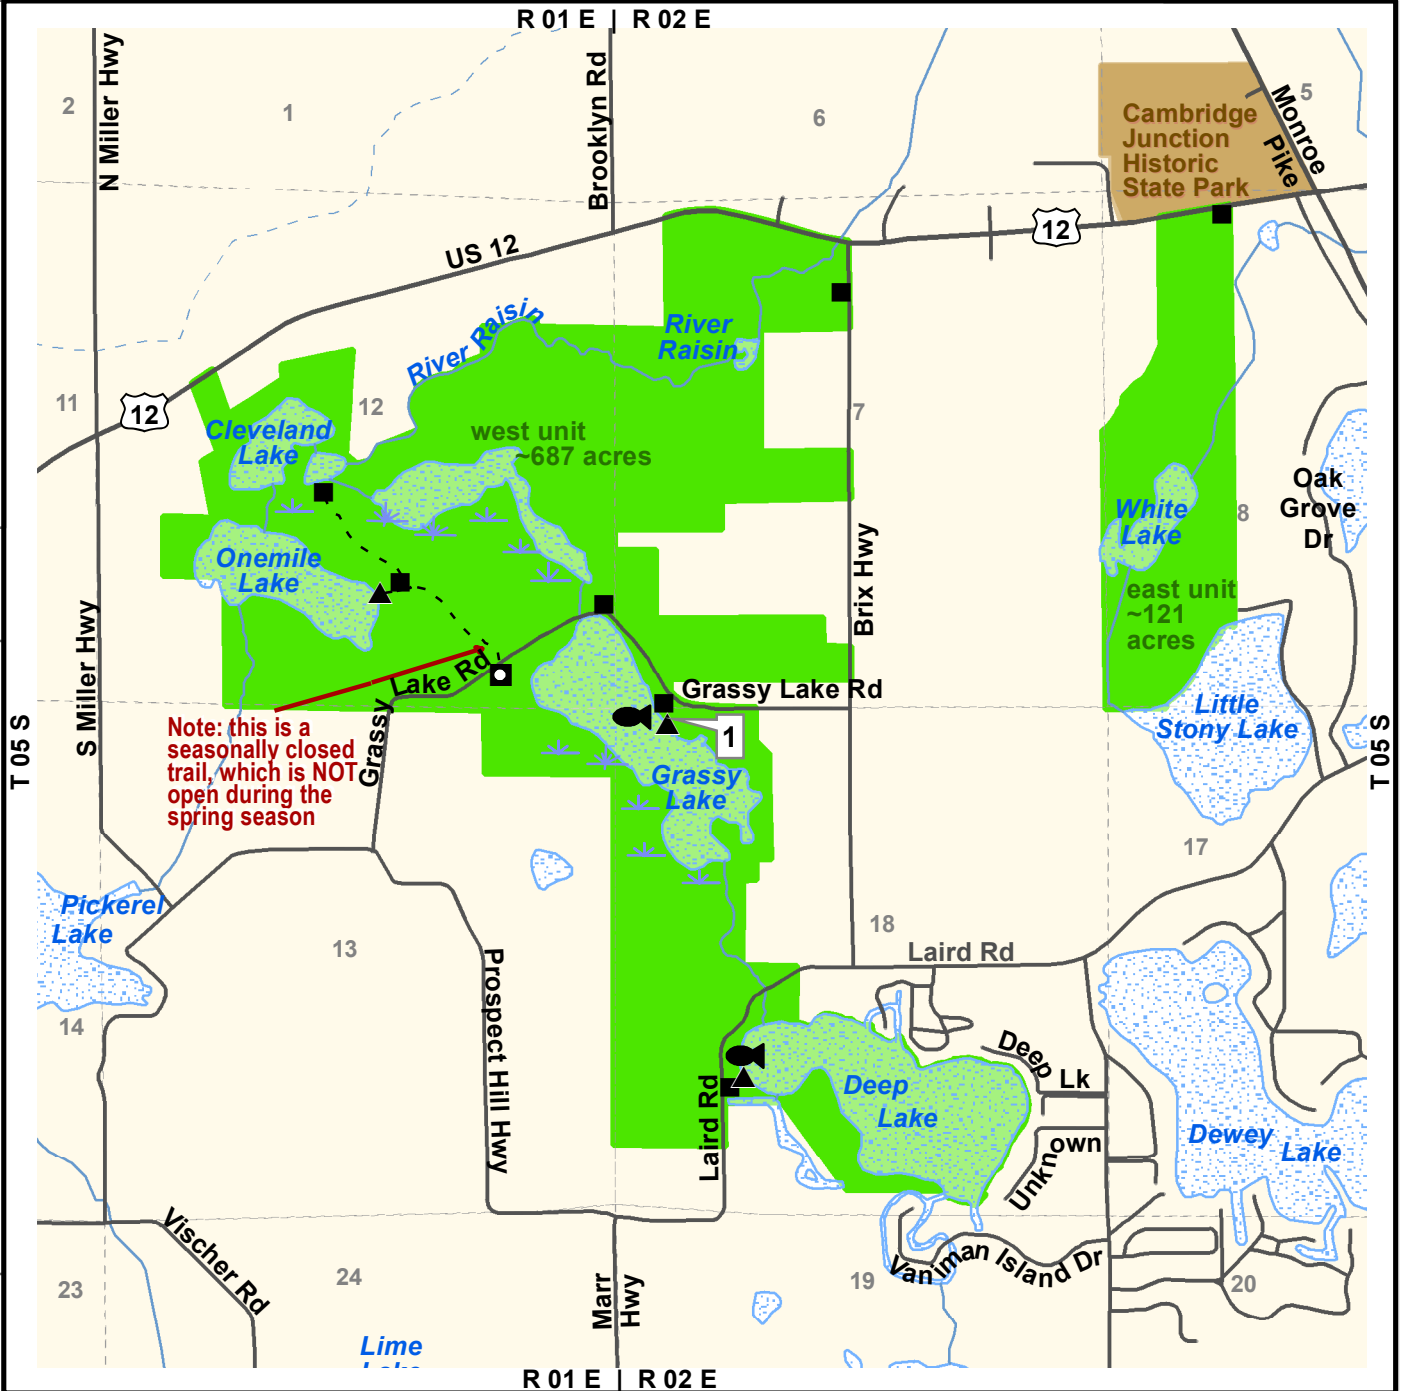 R 01 E | R 02 E
N Miller Hwy
Brooklyn Rd
2
1
6
5
Monroe
Pike
Cambridge
Junction
Historic
State Park
US 12
12
12
River Raisin
River
Raisin
11
12
7
8
Cleveland
Lake
west unit
~687 acres
Onemile
Lake
White
Lake
Oak
Grove
Dr
Brix Hwy
east unit
~121
acres
S Miller Hwy
Grassy Lake Rd
Grassy Lake Rd
Little
Stony Lake
T 05 S
T 05 S
Note: this is a
seasonally closed
trail, which is NOT
open during the
spring season
1
Grassy
Lake
17
Pickerel
Lake
13
18
Laird Rd
14
Prospect Hill Hwy
Deep Lk
Deep
Lake
Laird Rd
Unknown
Dewey
Lake
Vischer Rd
Vaniman Island Dr
23
24
Marr
Hwy
19
20
Lime
Lake
R 01 E | R 02 E